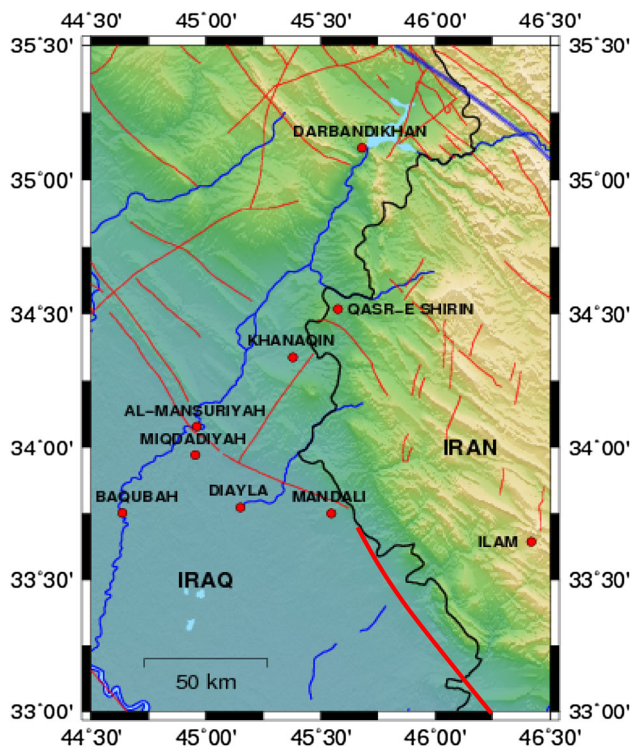 44°30' 45°00' 45°30' 46°00' 46°30'
35°30' 35°30'
DARBANDIKHAN
35°00' 35°00'
34°30' QASR-E SHIRIN 34°30'
KHANAQIN
AL-MANSURIYAH
MIQDADIYAH
34°00' IRAN 34°00'
BAQUBAH DIAYLA MANDALI
ILAM
33°30' IRAQ 33°30'
50 km
33°00' 33°00'
44°30' 45°00' 45°30' 46°00' 46°30'